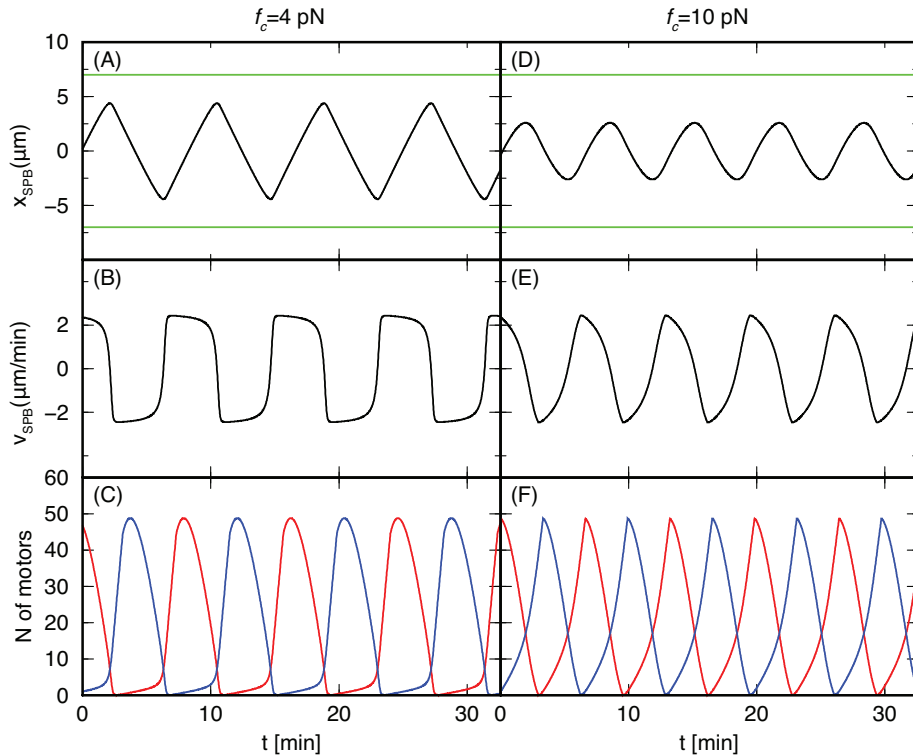 f_c=4 pN f_c=10 pN
(A) (D)
10
5
0
−5
x_SPB(μm)
(B) (E)
2
0
−2
v_SPB(μm/min)
(C) (F)
60
50
40
30
20
10
0
N of motors
0 10 20 30 0 10 20 30
t [min] t [min]